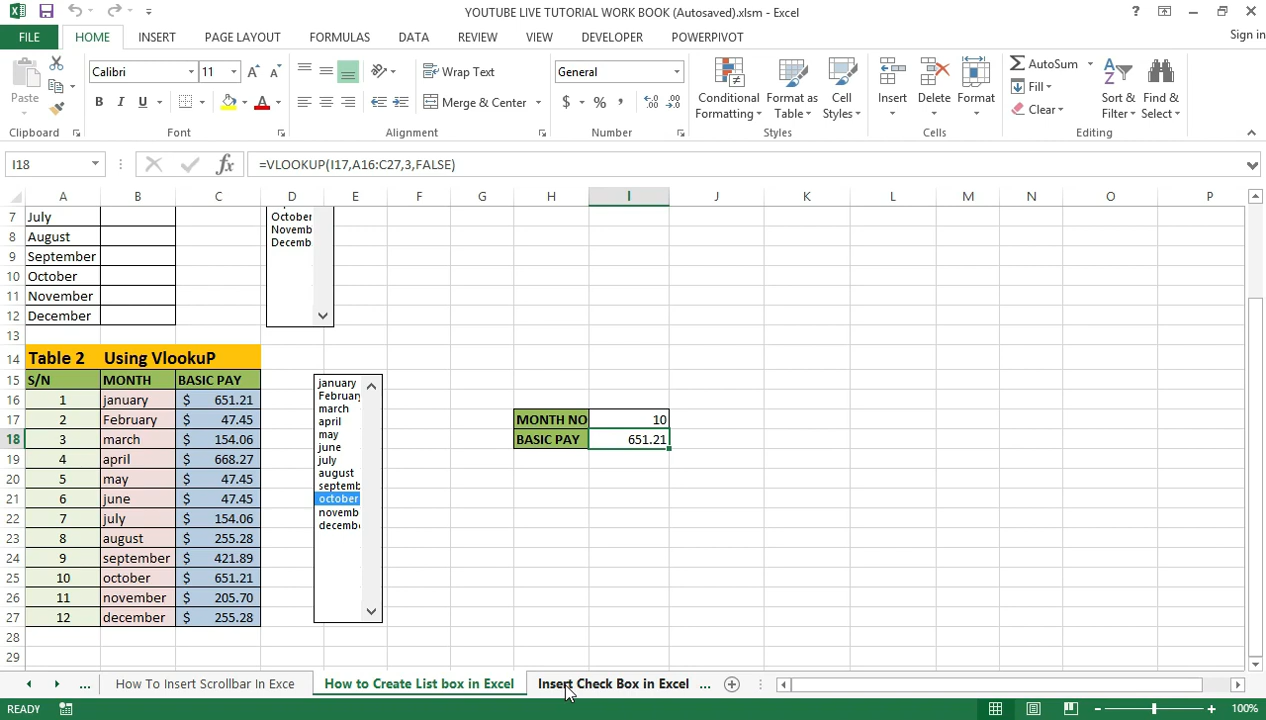 YOUTUBE LIVE TUTORIAL WORK BOOK (Autosaved).xlsm - Excel
FILE HOME INSERT PAGE LAYOUT FORMULAS DATA REVIEW VIEW DEVELOPER POWERPIVOT Sign in
Paste Calibri 11 B I U Wrap Text Merge & Center General $ % , Conditional Formatting Format as Table Cell Styles Insert Delete Format AutoSum Fill Clear Sort & Filter Find & Select
Clipboard Font Alignment Number Styles Cells Editing
I18 fx =VLOOKUP(I17,A16:C27,3,FALSE)
A B C D E F G H I J K L M N O P
7 July
8 August
9 September
10 October
11 November
12 December
October
Novemb
Decemb
13
14 Table 2 Using VlookuP
15 S/N MONTH BASIC PAY
16 1 january $ 651.21
17 2 February $ 47.45
18 3 march $ 154.06
19 4 april $ 668.27
20 5 may $ 47.45
21 6 june $ 47.45
22 7 july $ 154.06
23 8 august $ 255.28
24 9 september $ 421.89
25 10 october $ 651.21
26 11 november $ 205.70
27 12 december $ 255.28
28
29
january
February
march
april
may
june
july
august
septemb
october
novemb
decembe
MONTH NO 10
BASIC PAY 651.21
... How To Insert Scrollbar In Exce How to Create List box in Excel Insert Check Box in Excel ...
READY 100%